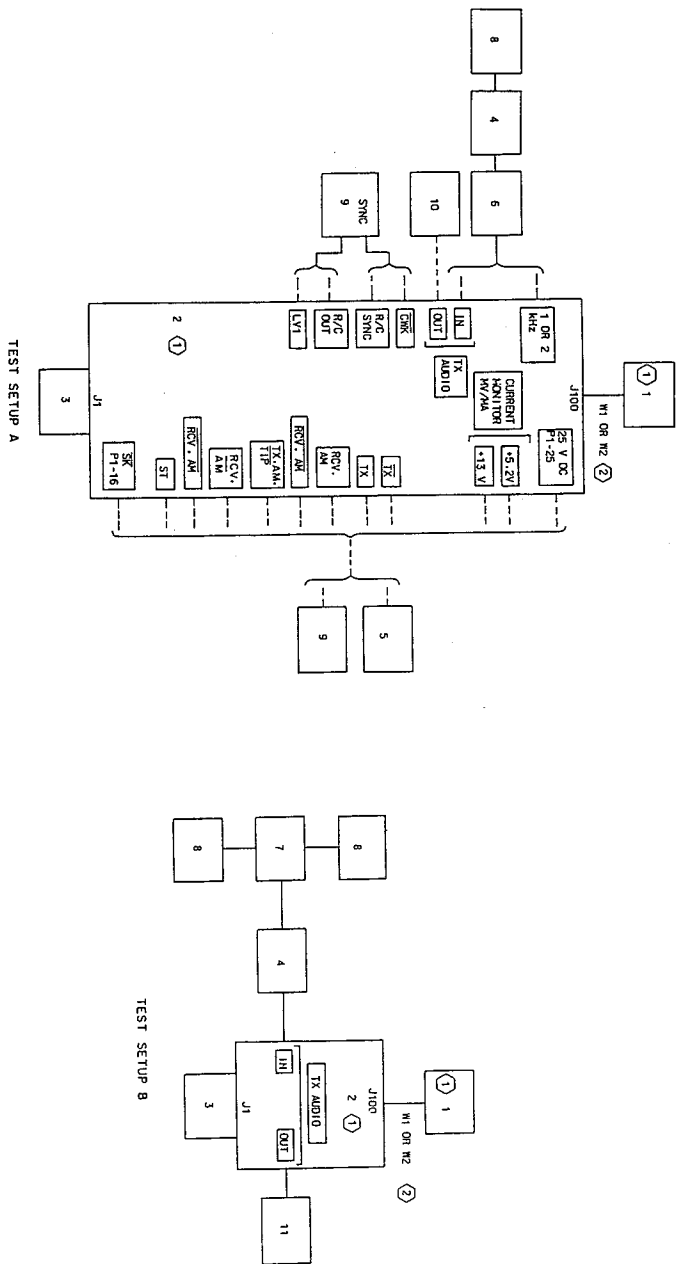 8
4
6
10
SYNC
9
1
1
W1 OR W2 2
J100
1 OR 2
kHz
25 V DC
P1-25
CURRENT
MONITOR
MV/MA
+5.2V
+13 V
IN
OUT
TX
AUDIO
CWK
R/C
SYNC
R/C
OUT
LV1
TX
TX
RCV.
AM
RCV. AM
TX.AM.
TIP
RCV.
AM
RCV. AM
ST
SK
P1-16
2
1
J1
3
5
9
TEST SETUP A
8
7
8
4
1
1
W1 OR W2
2
J100
2
1
TX AUDIO
IN
OUT
J1
3
11
TEST SETUP B